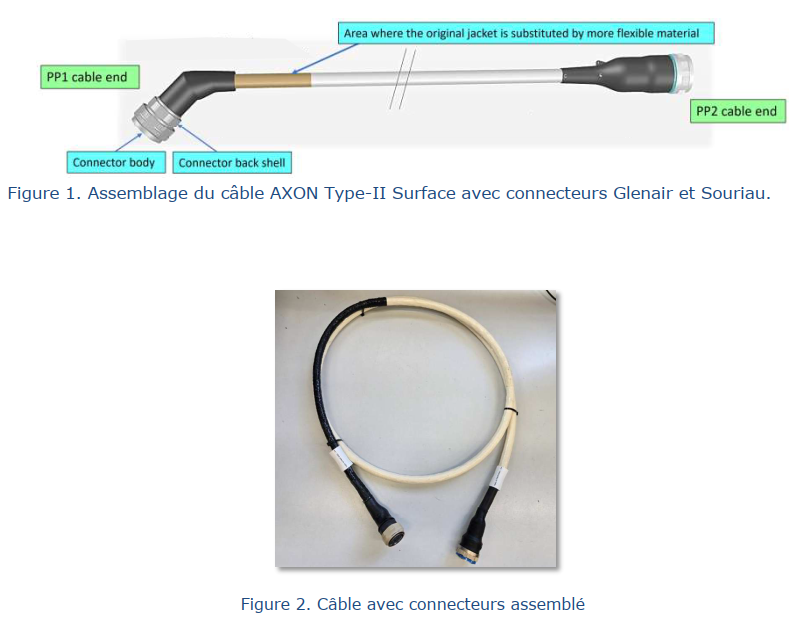 Area where the original jacket is substituted by more flexible material
PP1 cable end
PP2 cable end
Connector body
Connector back shell
Figure 1. Assemblage du câble AXON Type-II Surface avec connecteurs Glenair et Souriau.
Figure 2. Câble avec connecteurs assemblé